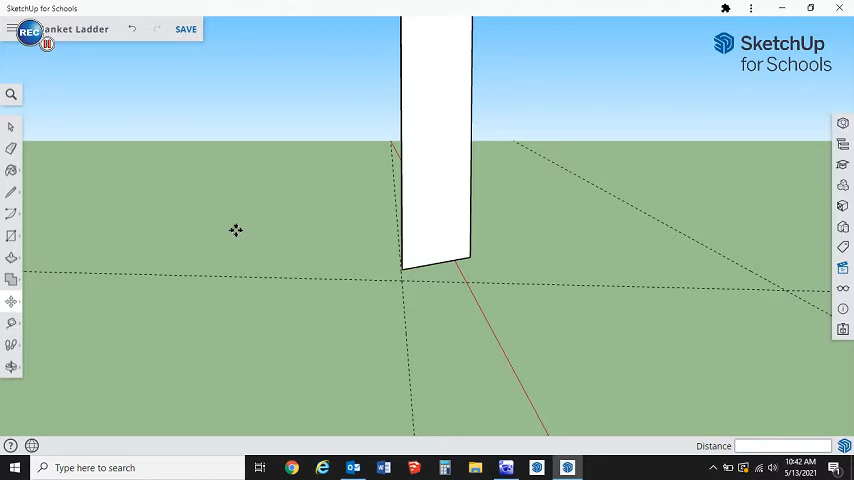 SketchUp for Schools
REC
anket Ladder
SAVE
SketchUp
for Schools
Distance
Type here to search
10:42 AM
5/13/2021